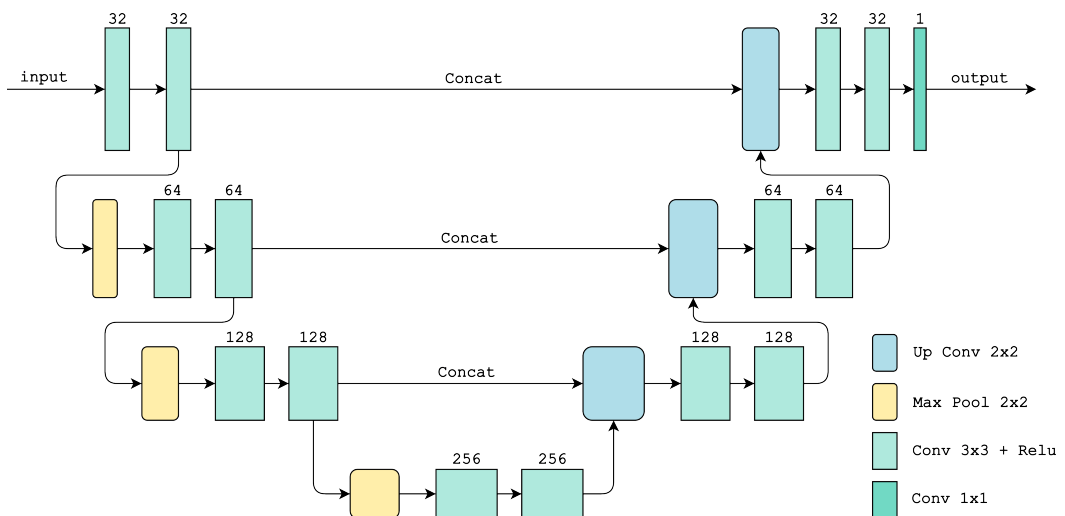 32 32 32 32 1
input Concat output
64 64 64 64
Concat
128 128 128 128
Up Conv 2x2
Concat
Max Pool 2x2
256 256
Conv 3x3 + Relu
Conv 1x1